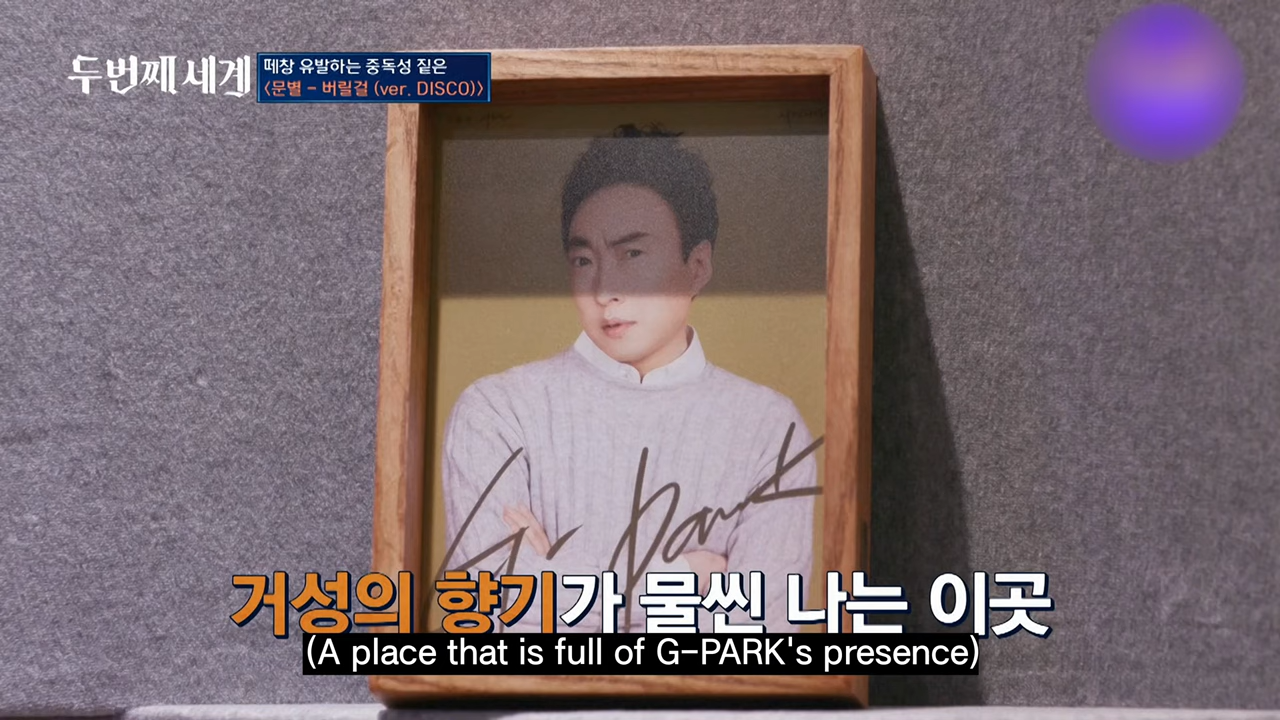 두 번째 세계
떼창 유발하는 중독성 짙은
<문별 - 버릴걸 (ver. DISCO)>
G. Park
거성의 향기가 물씬 나는 이곳
(A place that is full of G-PARK's presence)